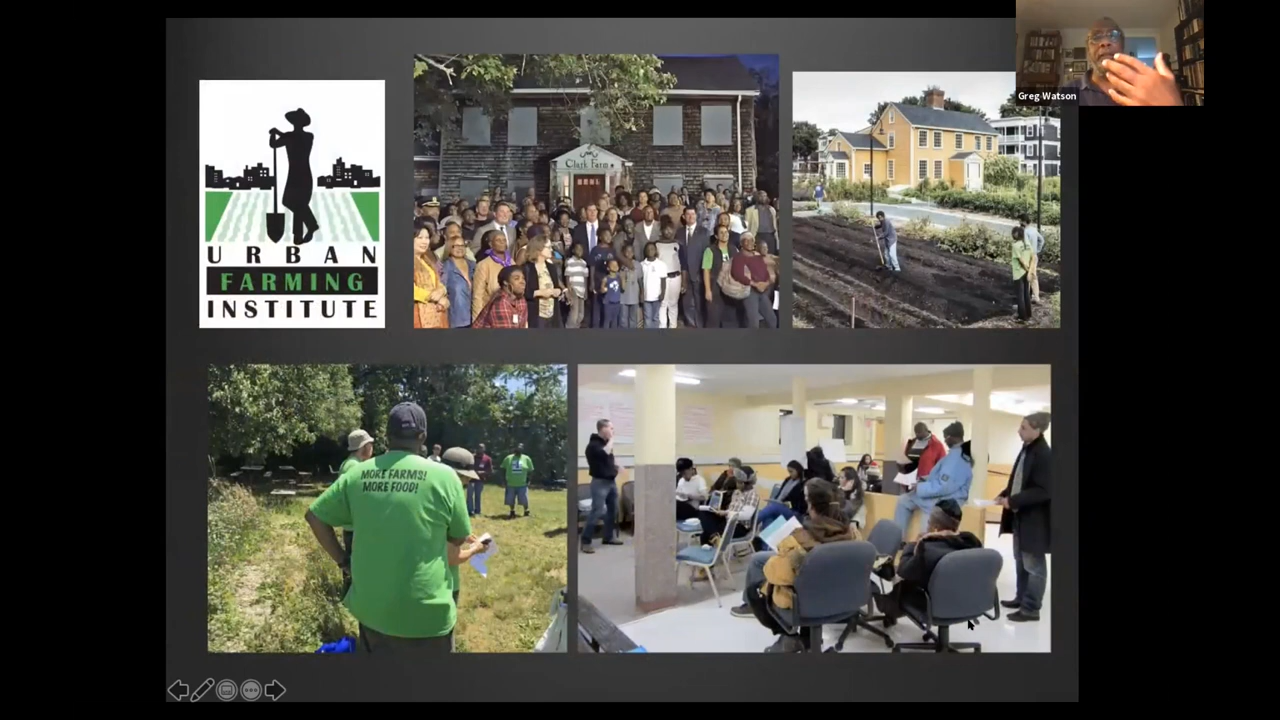 URBAN
FARMING
INSTITUTE
Clark Farm
Greg Watson
MORE FARMS!
MORE FOOD!